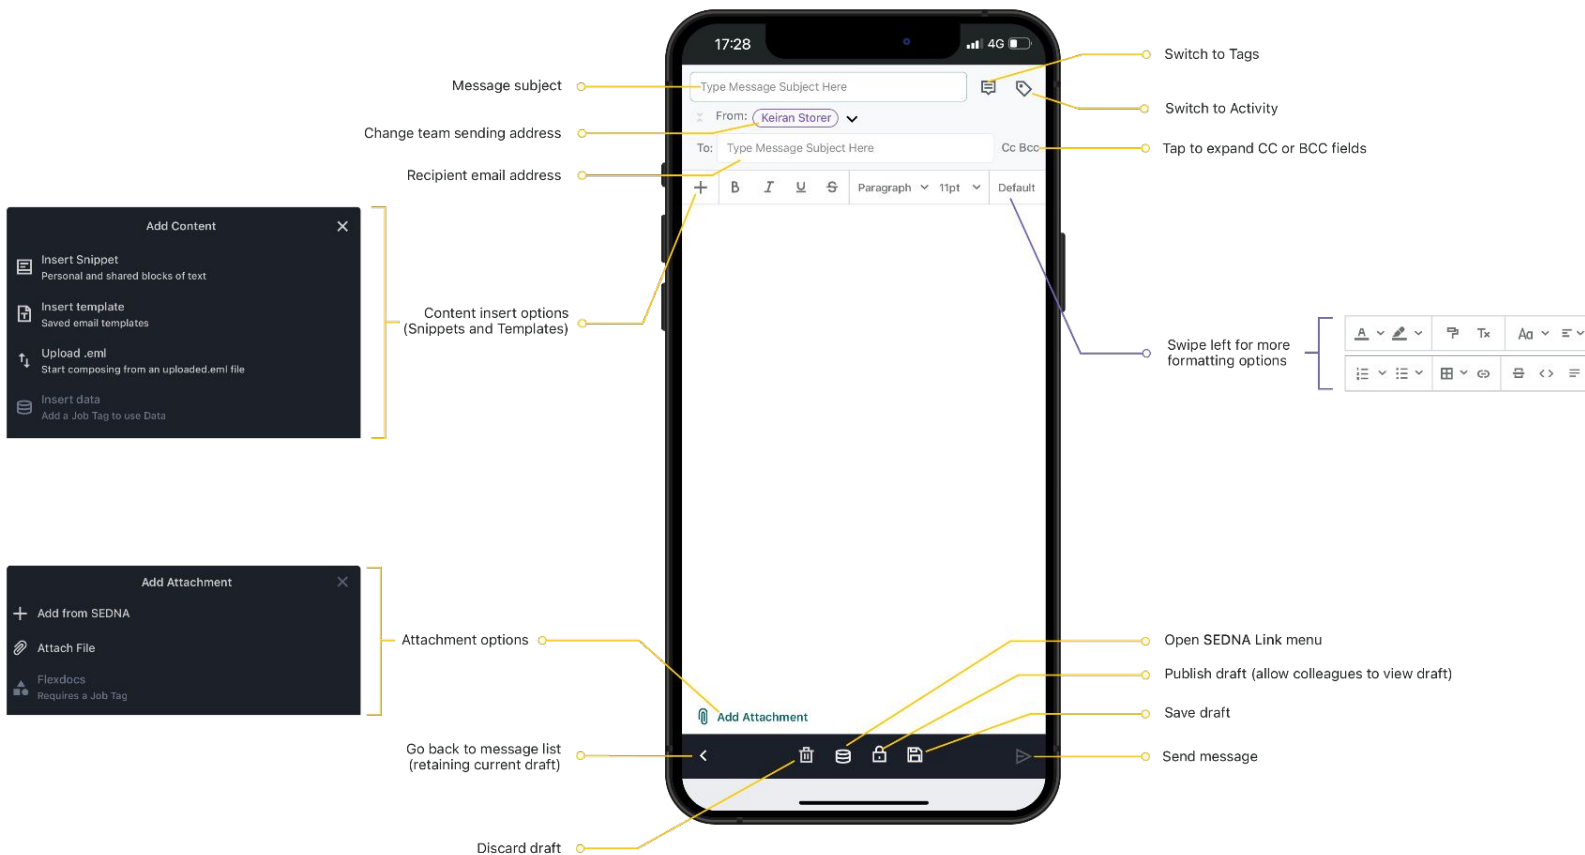 17:28
4G
Switch to Tags
Message subject
Type Message Subject Here
Switch to Activity
Change team sending address
From:
Keiran Storer
Recipient email address
To:
Type Message Subject Here
Cc Bcc
Tap to expand CC or BCC fields
B I U S Paragraph 11pt Default
Add Content
Insert Snippet
Personal and shared blocks of text
Insert template
Saved email templates
Upload .eml
Start composing from an uploaded.eml file
Insert data
Add a Job Tag to use Data
Content insert options
(Snippets and Templates)
Swipe left for more
formatting options
A Tx Aa
Add Attachment
Add from SEDNA
Attach File
Flexdocs
Requires a Job Tag
Attachment options
Open SEDNA Link menu
Publish draft (allow colleagues to view draft)
Save draft
Add Attachment
Go back to message list
(retaining current draft)
Send message
Discard draft